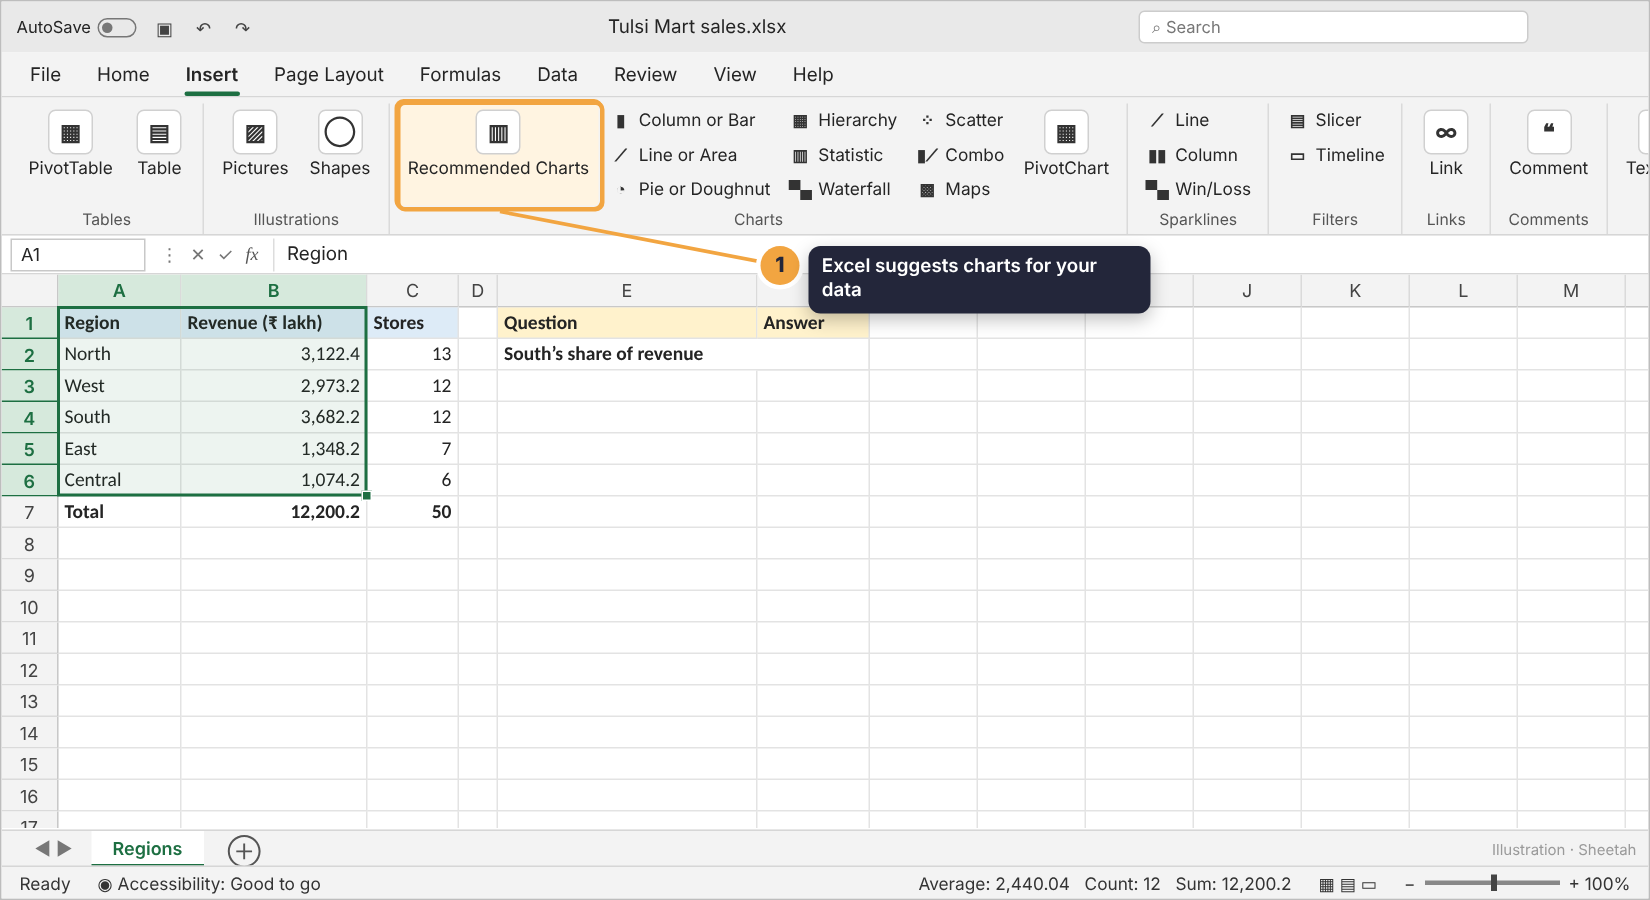 AutoSave
Tulsi Mart sales.xlsx
Search
File Home Insert Page Layout Formulas Data Review View Help
PivotTable Table
Tables
Pictures Shapes
Illustrations
Recommended Charts
Column or Bar Hierarchy Scatter
Line or Area Statistic Combo
Pie or Doughnut Waterfall Maps
PivotChart
Charts
Line
Column
Win/Loss
Sparklines
Slicer
Timeline
Filters
Link
Links
Comment
Comments
A1 fx Region
1 Excel suggests charts for your
data
A B C D E J K L M
1 Region Revenue (₹ lakh) Stores Question Answer
2 North 3,122.4 13 South’s share of revenue
3 West 2,973.2 12
4 South 3,682.2 12
5 East 1,348.2 7
6 Central 1,074.2 6
7 Total 12,200.2 50
8
9
10
11
12
13
14
15
16
17
Regions
Illustration · Sheetah
Ready Accessibility: Good to go Average: 2,440.04 Count: 12 Sum: 12,200.2 − + 100%